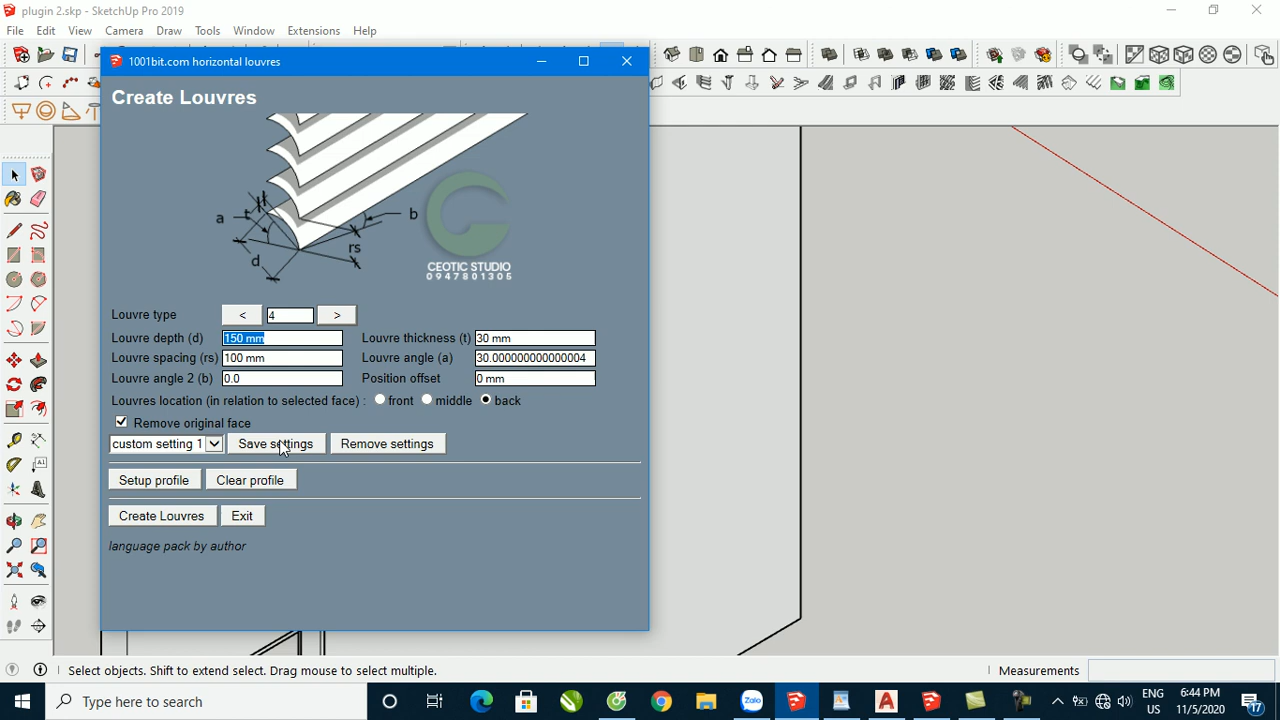 plugin 2.skp - SketchUp Pro 2019
File Edit View Camera Draw Tools Window Extensions Help
1001bit.com horizontal louvres
Create Louvres
a
t
b
rs
d
CEOTIC STUDIO
0947801305
Louvre type < 4 >
Louvre depth (d) 150 mm Louvre thickness (t) 30 mm
Louvre spacing (rs) 100 mm Louvre angle (a) 30.000000000000004
Louvre angle 2 (b) 0.0 Position offset 0 mm
Louvres location (in relation to selected face) : front middle back
Remove original face
custom setting 1 Save settings Remove settings
Setup profile Clear profile
Create Louvres Exit
language pack by author
Select objects. Shift to extend select. Drag mouse to select multiple. Measurements
Type here to search
Zalo
ENG
US
6:44 PM
11/5/2020
17